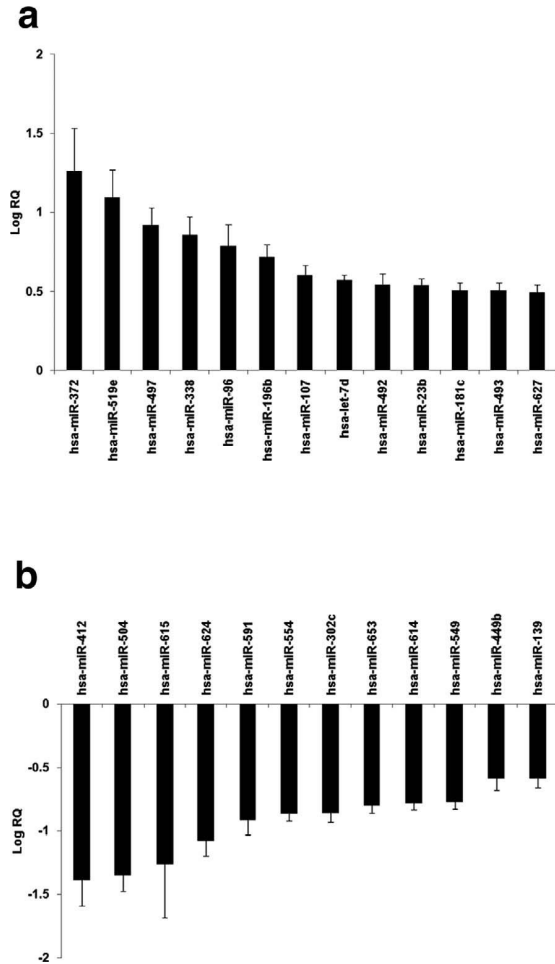 a
2
1.5
1
0.5
0
Log RQ
hsa-miR-372
hsa-miR-519e
hsa-miR-497
hsa-miR-338
hsa-miR-96
hsa-miR-196b
hsa-miR-107
hsa-let-7d
hsa-miR-492
hsa-miR-23b
hsa-miR-181c
hsa-miR-493
hsa-miR-627
b
hsa-miR-412
hsa-miR-504
hsa-miR-615
hsa-miR-624
hsa-miR-591
hsa-miR-554
hsa-miR-302c
hsa-miR-653
hsa-miR-614
hsa-miR-549
hsa-miR-449b
hsa-miR-139
0
-0.5
-1
-1.5
-2
Log RQ